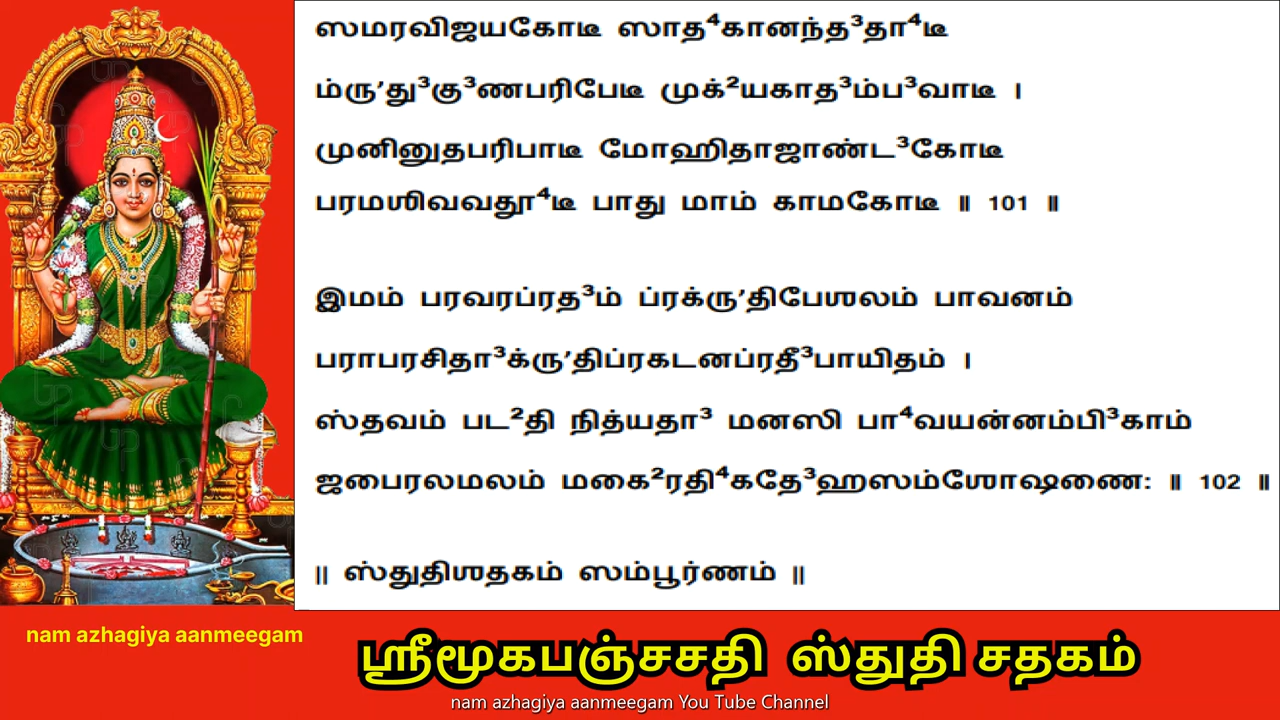 ஸமரவிஜயகோடீ ஸாத⁴கானந்த³தா⁴டீ
ம்ரு’து³கு³ணபரிபேடீ முக்²யகாத³ம்ப³வாடீ ।
முனினுதபரிபாடீ மோஹிதாஜாண்ட³கோடீ
பரமஶிவவதூ⁴டீ பாது மாம் காமகோடீ ॥ 101 ॥
இமம் பரவரப்ரத³ம் ப்ரக்ரு’திபேஶலம் பாவனம்
பராபரசிதா³க்ரு’திப்ரகடனப்ரதீ³பாயிதம் ।
ஸ்தவம் பட²தி நித்யதா³ மனஸி பா⁴வயன்னம்பி³காம்
ஜபைரலமலம் மகை²ரதி⁴கதே³ஹஸம்ஶோஷணை: ॥ 102 ॥
॥ ஸ்துதிஶதகம் ஸம்பூர்ணம் ॥
nam azhagiya aanmeegam
ஸ்ரீமூகபஞ்சசதி ஸ்துதி சதகம்
nam azhagiya aanmeegam You Tube Channel